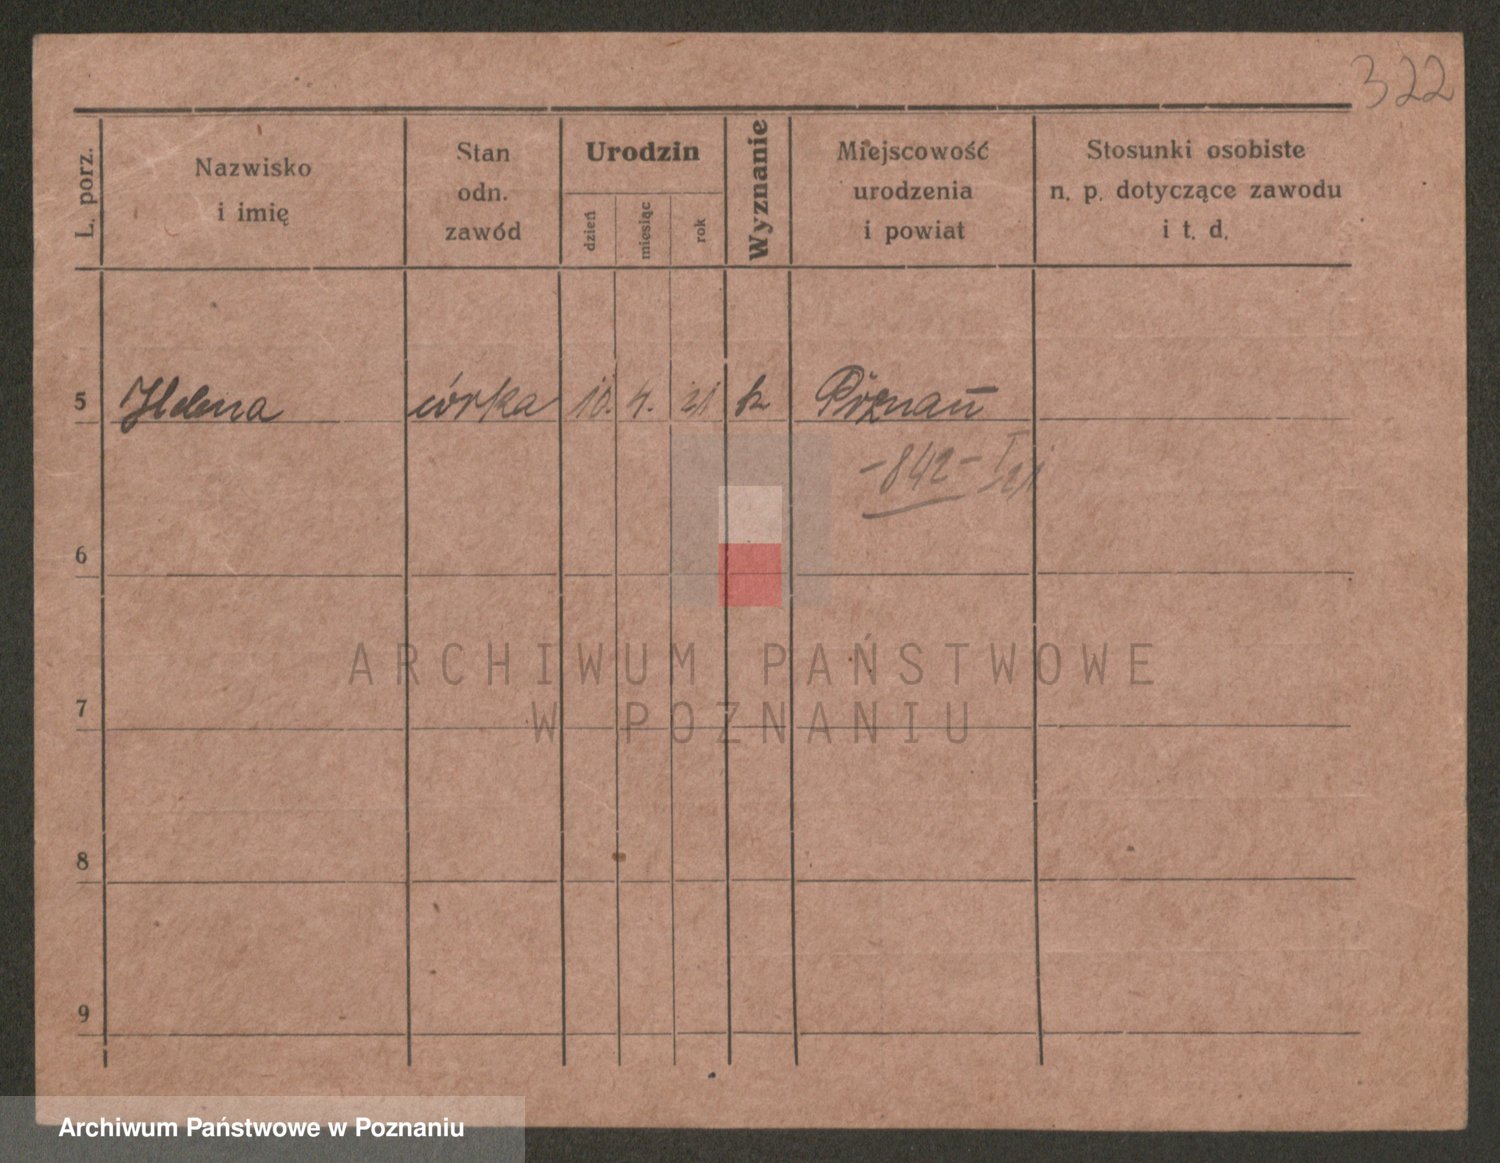 322
L. porz.
Nazwisko
i imię
Stan
odn.
zawód
Urodzin
dzień
miesiąc
rok
Wyznanie
Miejscowość
urodzenia
i powiat
Stosunki osobiste
n. p. dotyczące zawodu
i t. d.
5 Helena córka 10. 4. 21 k Poznań
-842- I/21
6
ARCHIWUM PAŃSTWOWE
7
W POZNANIU
8
9
Archiwum Państwowe w Poznaniu